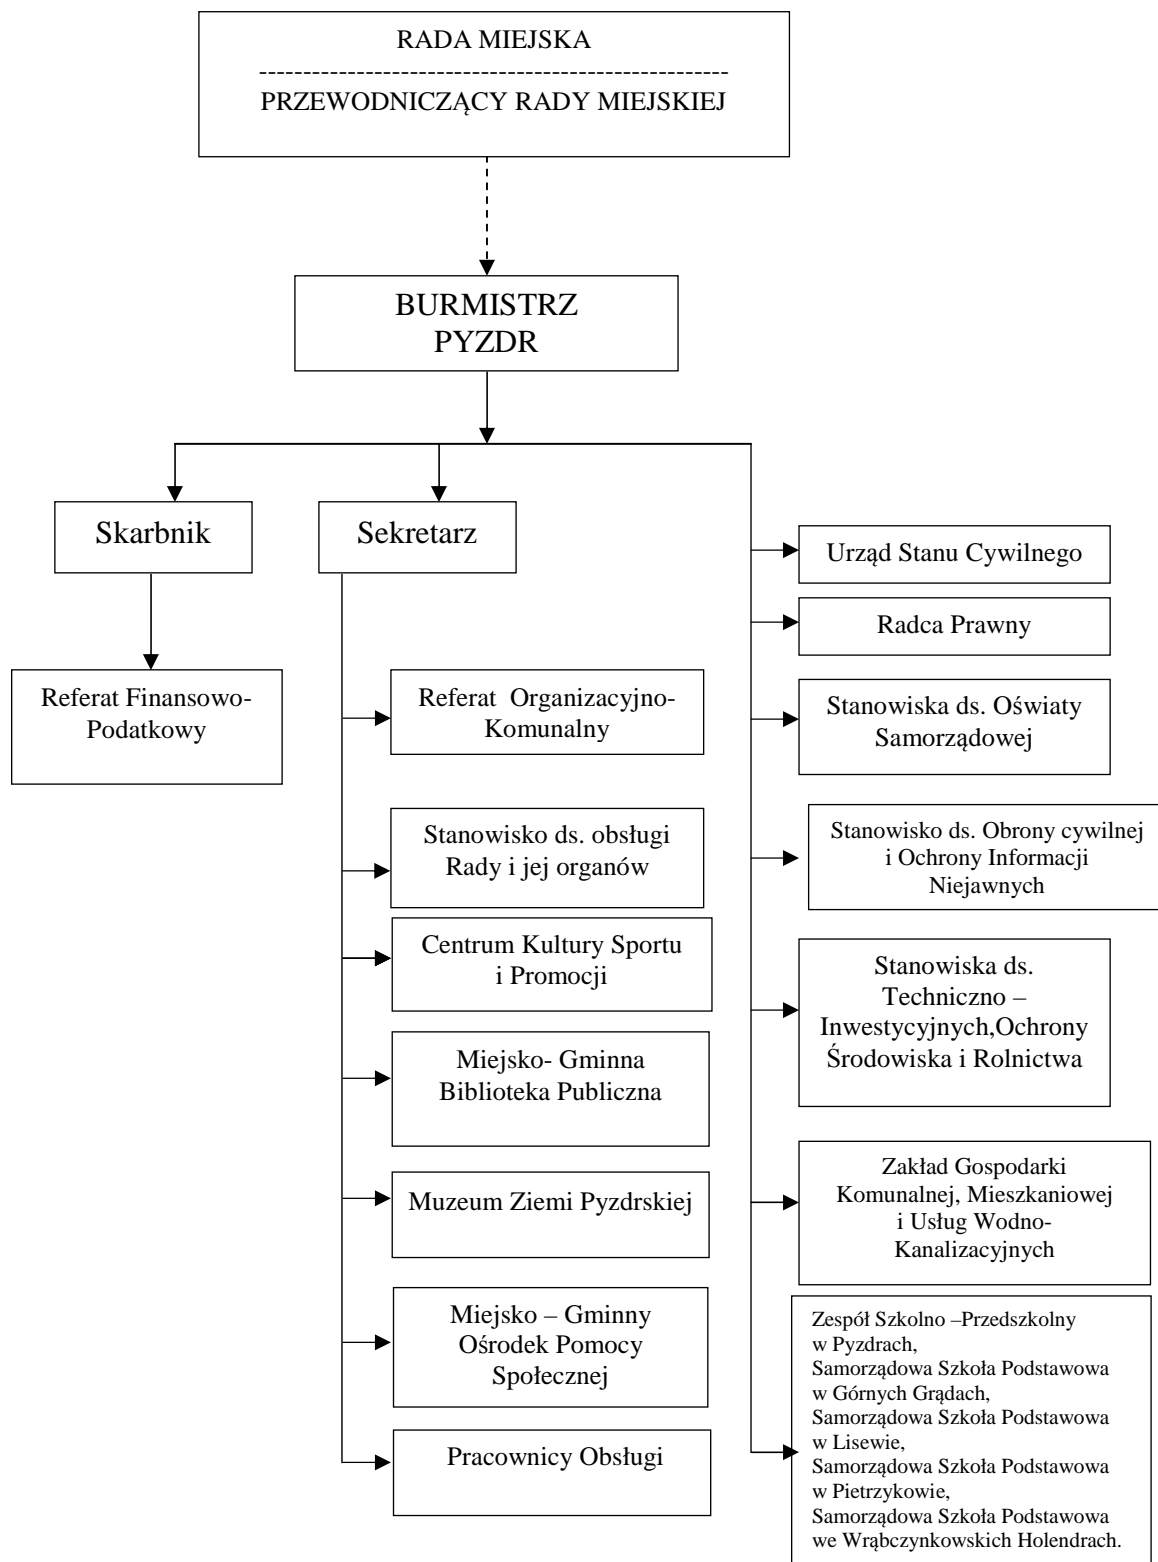 RADA MIEJSKA
-----------------------------------------------------
PRZEWODNICZĄCY RADY MIEJSKIEJ
BURMISTRZ
PYZDR
Skarbnik
Sekretarz
Referat Finansowo-
Podatkowy
Referat Organizacyjno-
Komunalny
Stanowisko ds. obsługi
Rady i jej organów
Centrum Kultury Sportu
i Promocji
Miejsko- Gminna
Biblioteka Publiczna
Muzeum Ziemi Pyzdrskiej
Miejsko – Gminny
Ośrodek Pomocy
Społecznej
Pracownicy Obsługi
Urząd Stanu Cywilnego
Radca Prawny
Stanowiska ds. Oświaty
Samorządowej
Stanowisko ds. Obrony cywilnej
i Ochrony Informacji
Niejawnych
Stanowiska ds.
Techniczno –
Inwestycyjnych,Ochrony
Środowiska i Rolnictwa
Zakład Gospodarki
Komunalnej, Mieszkaniowej
i Usług Wodno-
Kanalizacyjnych
Zespół Szkolno –Przedszkolny
w Pyzdrach,
Samorządowa Szkoła Podstawowa
w Górnych Grądach,
Samorządowa Szkoła Podstawowa
w Lisewie,
Samorządowa Szkoła Podstawowa
w Pietrzykowie,
Samorządowa Szkoła Podstawowa
we Wrąbczynkowskich Holendrach.